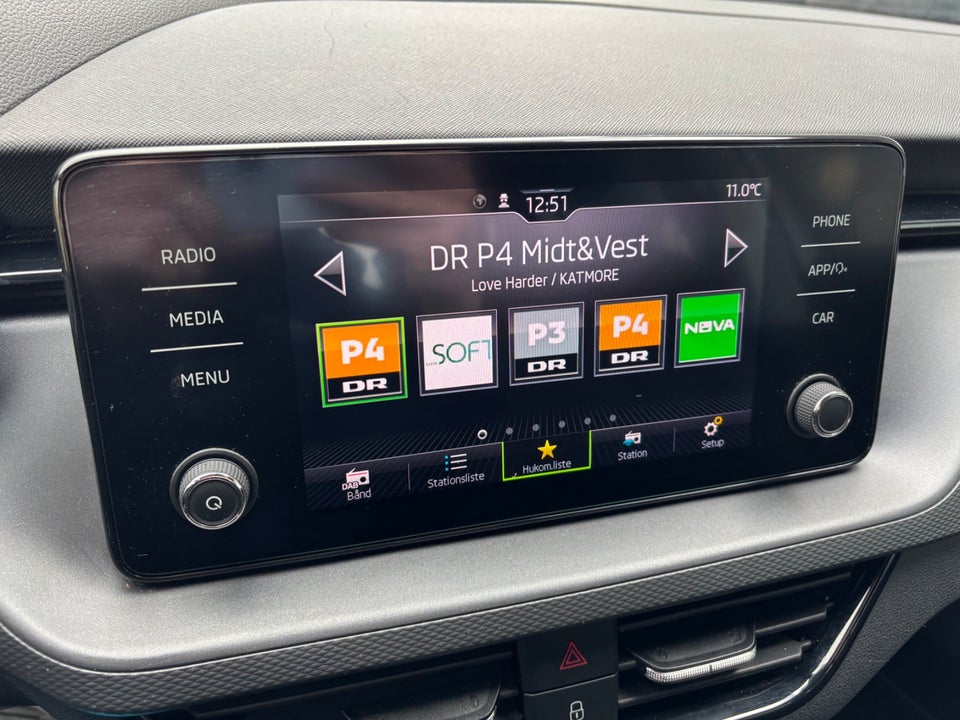 12:51
11.0°C
RADIO
MEDIA
MENU
DR P4 Midt&Vest
Love Harder / KATMORE
PHONE
APP/
CAR
P4
DR
SOFT
P3
DR
P4
DR
NOVA
DAB
Bånd
Stationsliste
Hukom.liste
Station
Setup